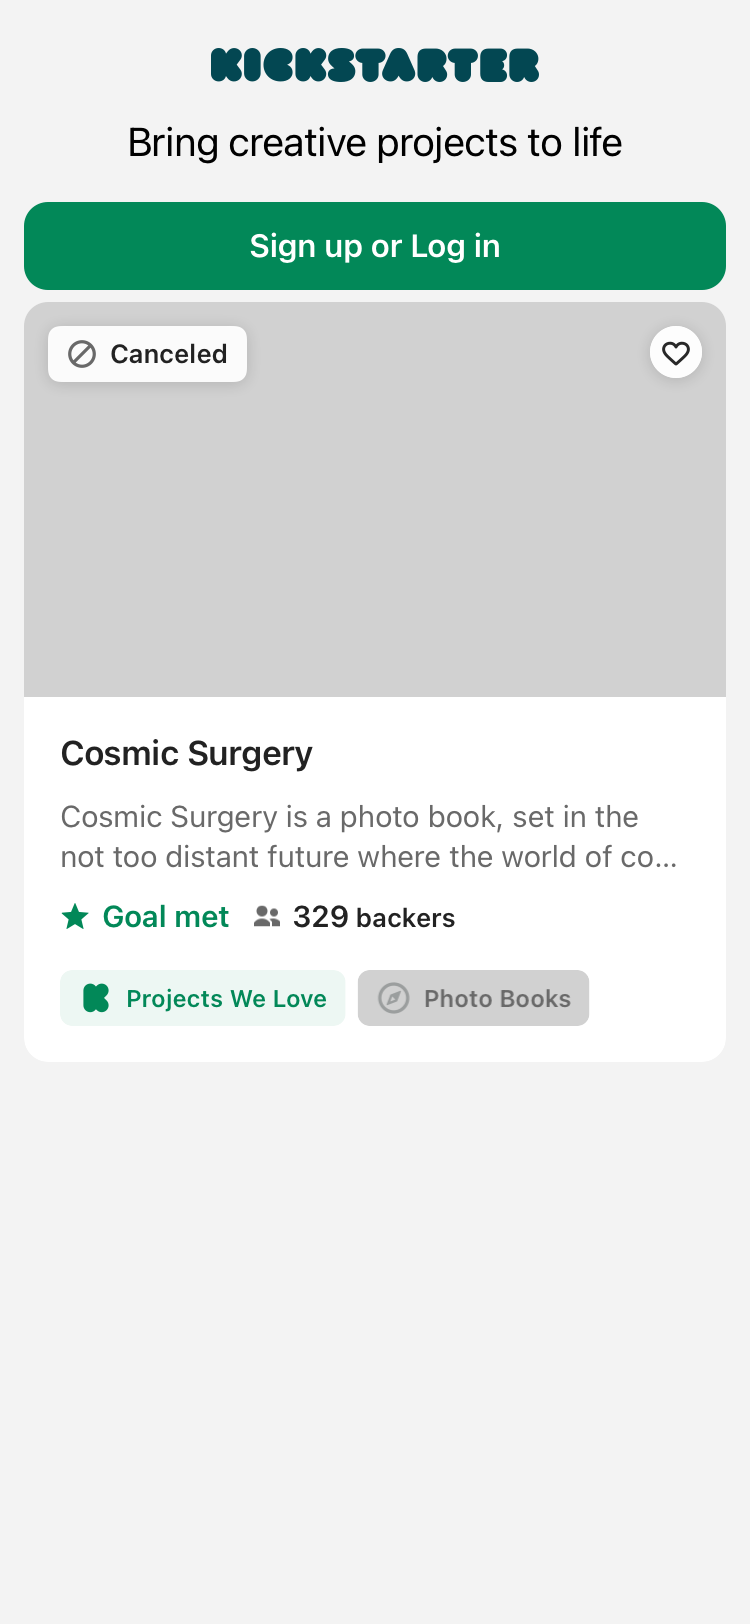 KICKSTARTER
Bring creative projects to life
Sign up or Log in
Canceled
Cosmic Surgery
Cosmic Surgery is a photo book, set in the
not too distant future where the world of co...
Goal met 329 backers
Projects We Love Photo Books